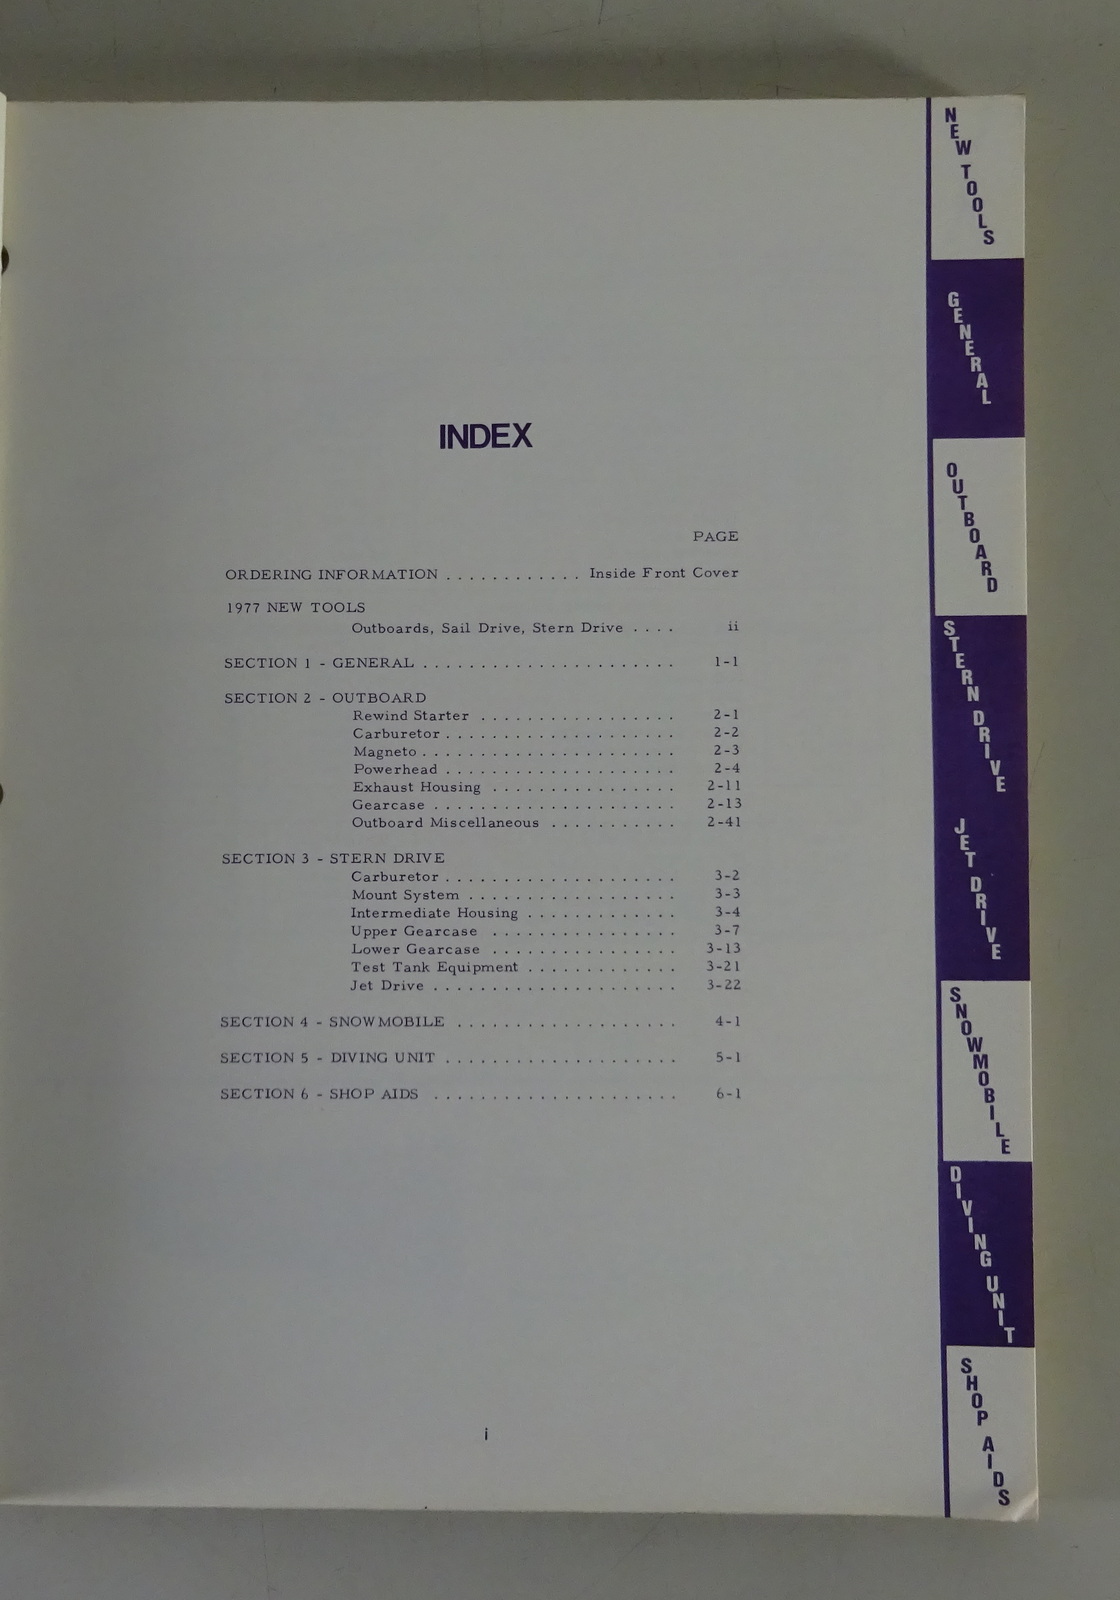 INDEX
PAGE
ORDERING INFORMATION . . . . . . . . . . . . Inside Front Cover
1977 NEW TOOLS
Outboards, Sail Drive, Stern Drive . . . . ii
SECTION 1 - GENERAL . . . . . . . . . . . . . . . . . . . . . . 1-1
SECTION 2 - OUTBOARD
Rewind Starter . . . . . . . . . . . . . . . . . 2-1
Carburetor . . . . . . . . . . . . . . . . . . . . 2-2
Magneto . . . . . . . . . . . . . . . . . . . . . . 2-3
Powerhead . . . . . . . . . . . . . . . . . . . . 2-4
Exhaust Housing . . . . . . . . . . . . . . . . 2-11
Gearcase . . . . . . . . . . . . . . . . . . . . . 2-13
Outboard Miscellaneous . . . . . . . . . . . 2-41
SECTION 3 - STERN DRIVE
Carburetor . . . . . . . . . . . . . . . . . . . . 3-2
Mount System . . . . . . . . . . . . . . . . . . 3-3
Intermediate Housing . . . . . . . . . . . . . 3-4
Upper Gearcase . . . . . . . . . . . . . . . . 3-7
Lower Gearcase . . . . . . . . . . . . . . . . 3-13
Test Tank Equipment . . . . . . . . . . . . . 3-21
Jet Drive . . . . . . . . . . . . . . . . . . . . . 3-22
SECTION 4 - SNOWMOBILE . . . . . . . . . . . . . . . . . . . 4-1
SECTION 5 - DIVING UNIT . . . . . . . . . . . . . . . . . . . . 5-1
SECTION 6 - SHOP AIDS . . . . . . . . . . . . . . . . . . . . . 6-1
i
NEW TOOLS
GENERAL
OUTBOARD
STERN DRIVE
JET DRIVE
SNOWMOBILE
DIVING UNIT
SHOP AIDS